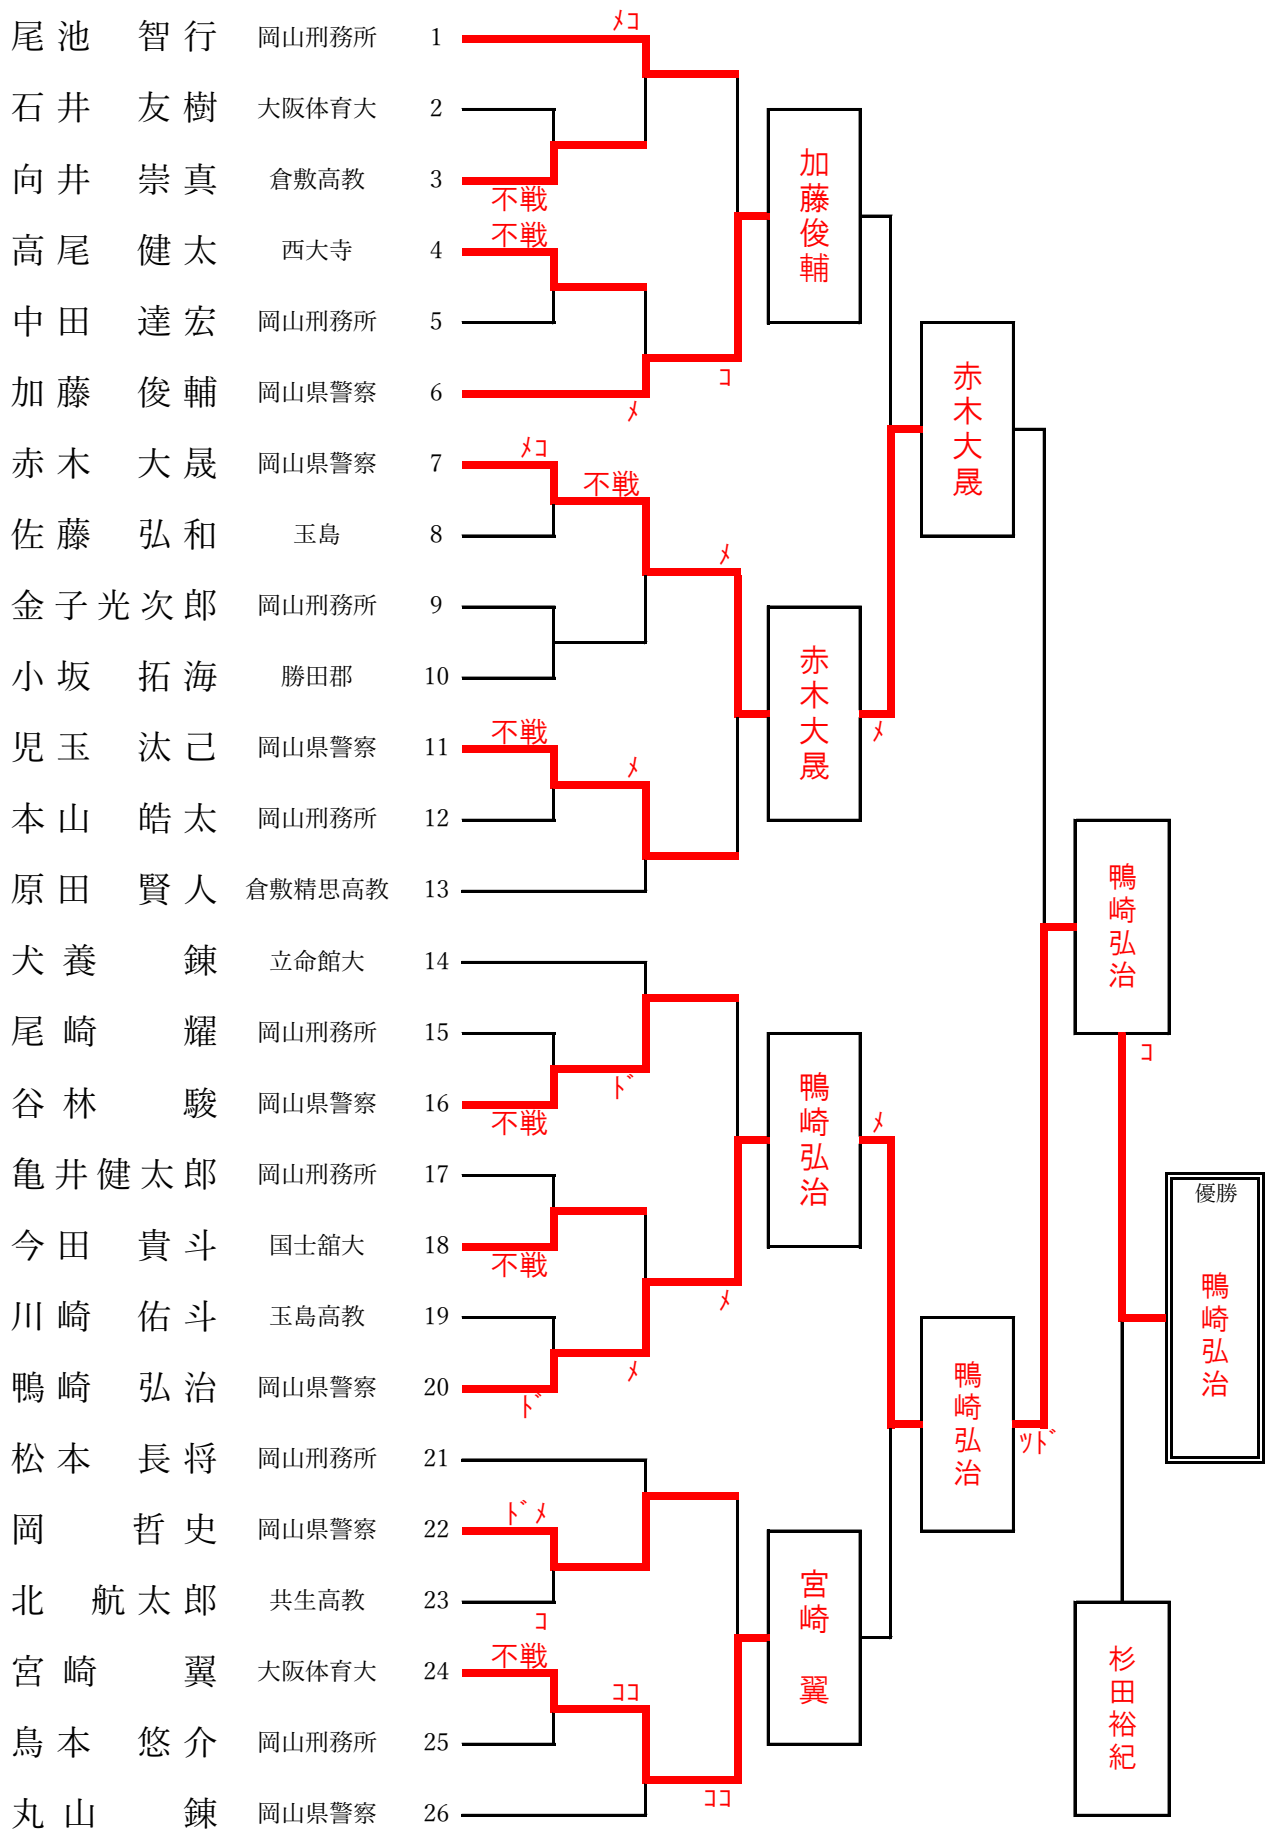 尾池 智行 岡山刑務所 1 ﾒｺ
石井 友樹 大阪体育大 2
向井 崇真 倉敷高教 3
不戦
不戦
高尾 健太 西大寺 4
中田 達宏 岡山刑務所 5
加藤 俊輔 岡山県警察 6
ﾒ
ｺ
加藤俊輔
赤木 大晟 岡山県警察 7 ﾒｺ
不戦
佐藤 弘和 玉島 8
ﾒ
金子光次郎 岡山刑務所 9
小坂 拓海 勝田郡 10
児玉 汰己 岡山県警察 11 不戦
ﾒ
本山 皓太 岡山刑務所 12
原田 賢人 倉敷精思高教 13
赤木大晟
ﾒ
赤木大晟
犬養 錬 立命館大 14
尾崎 耀 岡山刑務所 15
ﾄﾞ
谷林 駿 岡山県警察 16
不戦
亀井健太郎 岡山刑務所 17
今田 貴斗 国士舘大 18
不戦
ﾒ
川崎 佑斗 玉島高教 19
ﾒ
鴨崎 弘治 岡山県警察 20
ﾄﾞ
鴨崎弘治
ﾒ
松本 長将 岡山刑務所 21
岡 哲史 岡山県警察 22 ﾄﾞﾒ
北 航太郎 共生高教 23
ｺ
宮崎 翼 大阪体育大 24 不戦
ｺｺ
鳥本 悠介 岡山刑務所 25
ｺｺ
丸山 錬 岡山県警察 26
宮崎 翼
鴨崎弘治
ﾂﾄﾞ
鴨崎弘治
ｺ
優勝
鴨崎弘治
杉田裕紀